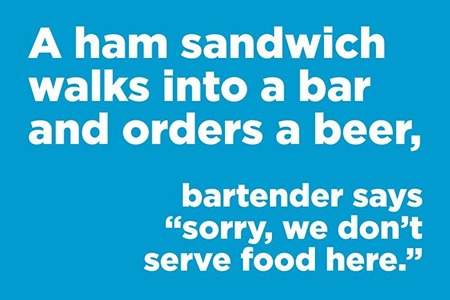 A ham sandwich
walks into a bar
and orders a beer,
bartender says
“sorry, we don’t
serve food here.”